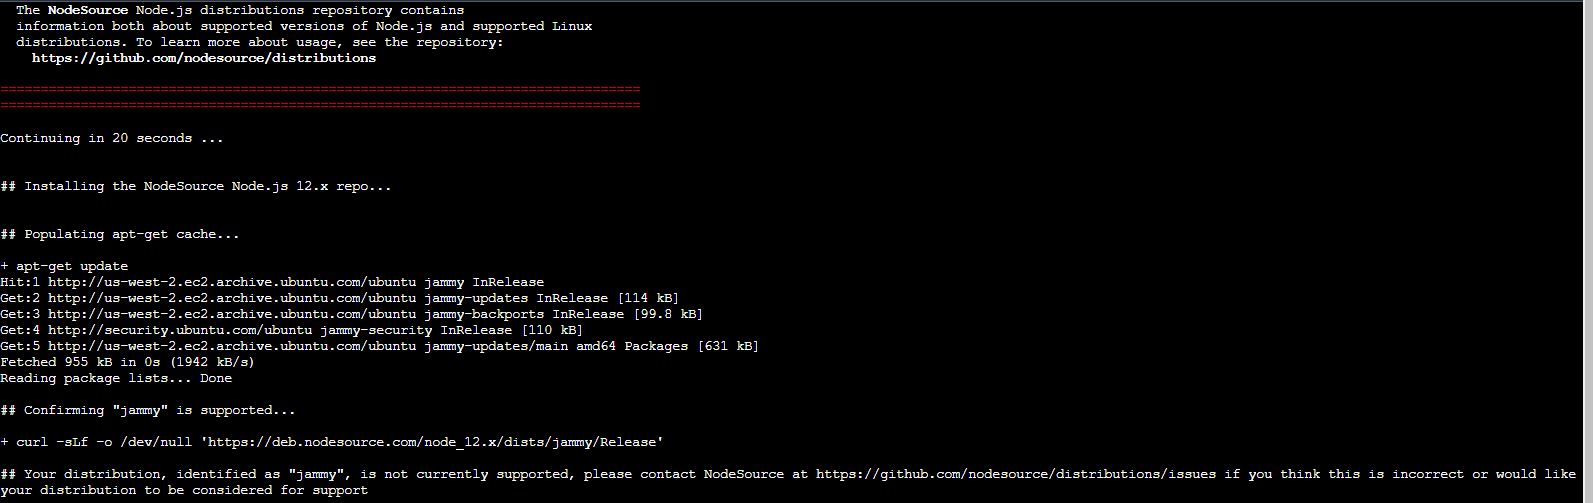 The NodeSource Node.js distributions repository contains
information both about supported versions of Node.js and supported Linux
distributions. To learn more about usage, see the repository:
https://github.com/nodesource/distributions
================================================================================
================================================================================
Continuing in 20 seconds ...
## Installing the NodeSource Node.js 12.x repo...
## Populating apt-get cache...
+ apt-get update
Hit:1 http://us-west-2.ec2.archive.ubuntu.com/ubuntu jammy InRelease
Get:2 http://us-west-2.ec2.archive.ubuntu.com/ubuntu jammy-updates InRelease [114 kB]
Get:3 http://us-west-2.ec2.archive.ubuntu.com/ubuntu jammy-backports InRelease [99.8 kB]
Get:4 http://security.ubuntu.com/ubuntu jammy-security InRelease [110 kB]
Get:5 http://us-west-2.ec2.archive.ubuntu.com/ubuntu jammy-updates/main amd64 Packages [631 kB]
Fetched 955 kB in 0s (1942 kB/s)
Reading package lists... Done
## Confirming "jammy" is supported...
+ curl -sLf -o /dev/null 'https://deb.nodesource.com/node_12.x/dists/jammy/Release'
## Your distribution, identified as "jammy", is not currently supported, please contact NodeSource at https://github.com/nodesource/distributions/issues if you think this is incorrect or would like
your distribution to be considered for support